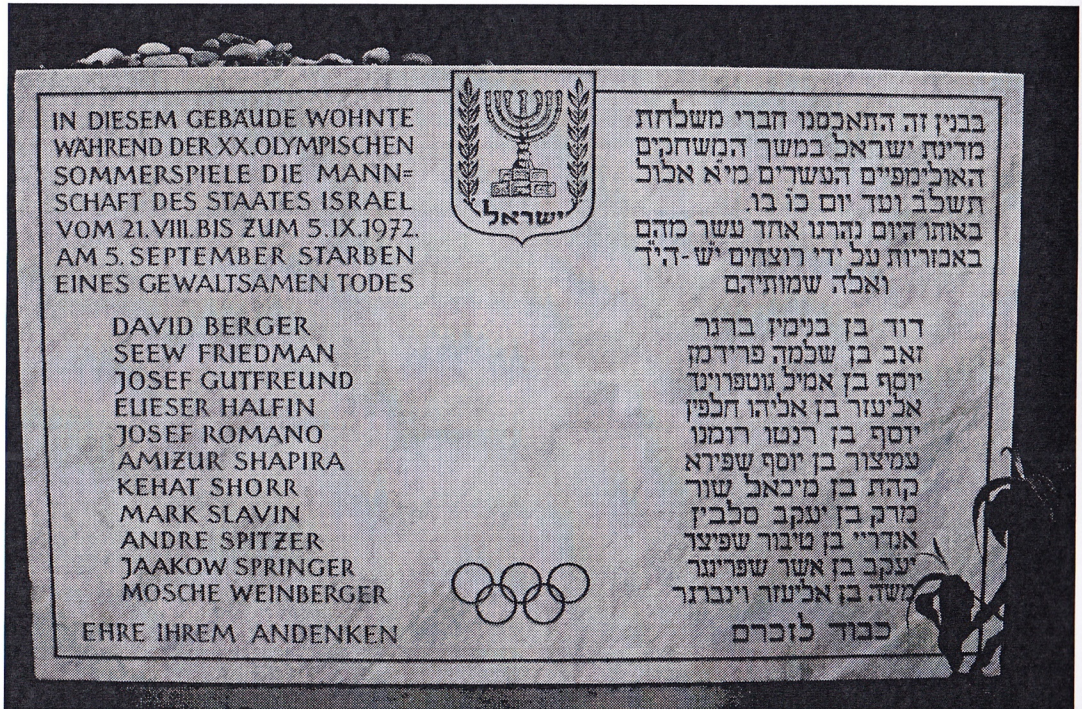 IN DIESEM GEBÄUDE WOHNTE
WÄHREND DER XX. OLYMPISCHEN
SOMMERSPIELE DIE MANN=
SCHAFT DES STAATES ISRAEL
VOM 21. VIII. BIS ZUM 5. IX. 1972.
AM 5. SEPTEMBER STARBEN
EINES GEWALTSAMEN TODES
DAVID BERGER
SEEW FRIEDMAN
JOSEF GUTFREUND
ELIESER HALFIN
JOSEF ROMANO
AMIZUR SHAPIRA
KEHAT SHORR
MARK SLAVIN
ANDRE SPITZER
JAAKOW SPRINGER
MOSCHE WEINBERGER
EHRE IHREM ANDENKEN
ישראל
בבנין זה התאכסנו חברי משלחת
מדינת ישראל במשך המשחקים
האולימפיים העשרים מי״א אלול
תשל״ב ועד יום כ״ו בו.
באותו היום נהרגו אחד עשר מהם
באכזריות על ידי רוצחים יש״-הי״ד
ואלה שמותיהם
דוד בן בנימין ברגר
זאב בן שלמה פרידמן
יוסף בן אמיל גוטפרוינד
אליעזר בן אליהו חלפין
יוסף בן רנטו רומנו
עמיצור בן יוסף שפירא
קהת בן מיכאל שור
מרק בן יעקב סלבין
אנדריי בן טיבור שפיצר
יעקב בן אשר שפרינגר
משה בן אליעזר וינברגר
כבוד לזכרם